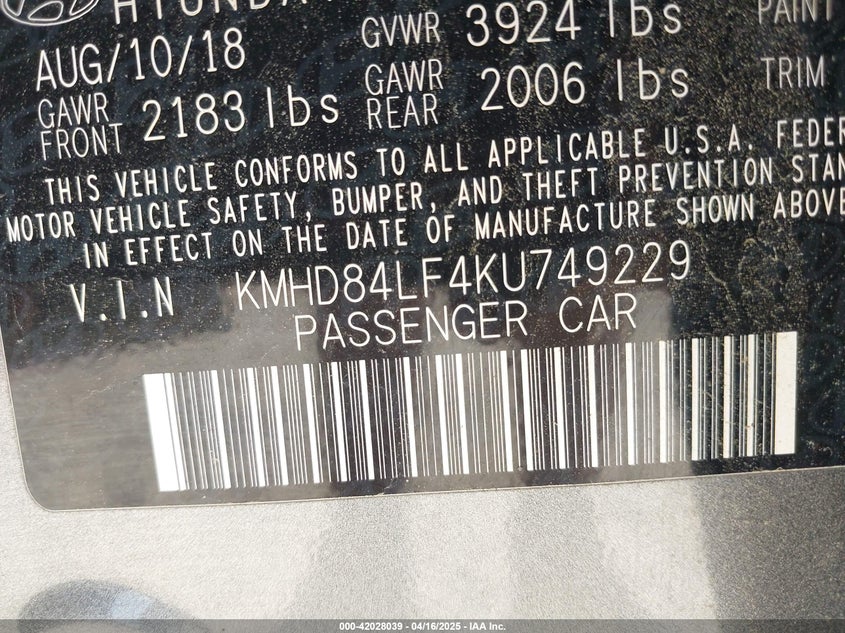 AUG/10/18 GVWR 3924 lbs PAINT
GAWR FRONT 2183 lbs GAWR REAR 2006 lbs TRIM
THIS VEHICLE CONFORMS TO ALL APPLICABLE U.S.A. FEDER
MOTOR VEHICLE SAFETY, BUMPER, AND THEFT PREVENTION STAN
IN EFFECT ON THE DATE OF MANUFACTURE SHOWN ABOVE
V.I.N KMHD84LF4KU749229
PASSENGER CAR
000-42028039 - 04/16/2025 - IAA Inc.